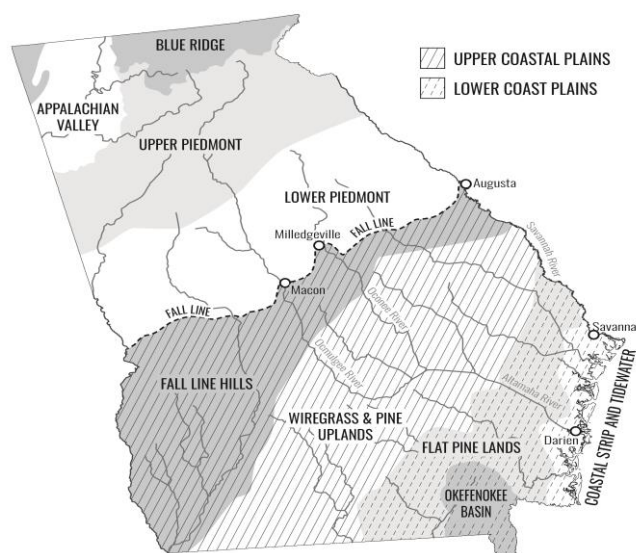 BLUE RIDGE
UPPER COASTAL PLAINS
LOWER COAST PLAINS
APPALACHIAN
VALLEY
UPPER PIEDMONT
LOWER PIEDMONT
Augusta
Milledgeville
FALL LINE
Savannah River
Macon
FALL LINE
Oconee River
Savanna
Ocmulgee River
FALL LINE HILLS
Altamaha River
WIREGRASS & PINE
UPLANDS
FLAT PINE LANDS
Darien
COASTAL STRIP AND TIDEWATER
OKEFENOKEE
BASIN